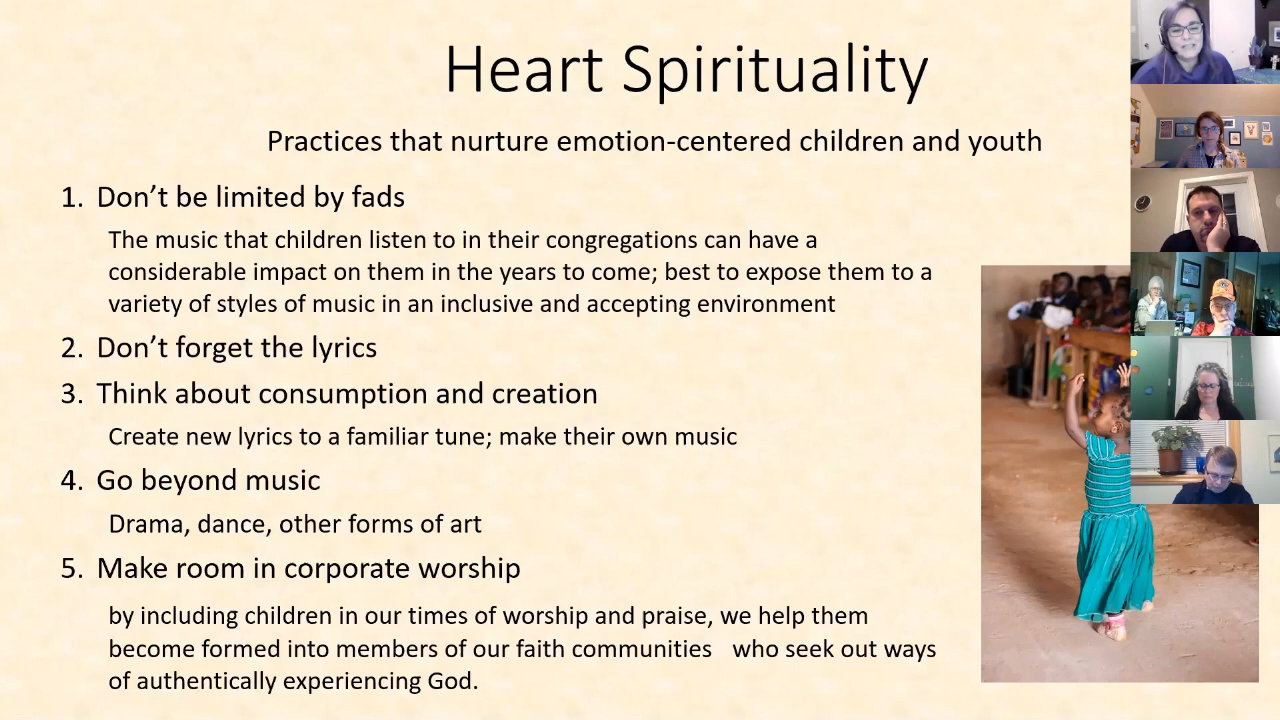 Heart Spirituality
Practices that nurture emotion-centered children and youth
1. Don’t be limited by fads
The music that children listen to in their congregations can have a
considerable impact on them in the years to come; best to expose them to a
variety of styles of music in an inclusive and accepting environment
2. Don’t forget the lyrics
3. Think about consumption and creation
Create new lyrics to a familiar tune; make their own music
4. Go beyond music
Drama, dance, other forms of art
5. Make room in corporate worship
by including children in our times of worship and praise, we help them
become formed into members of our faith communities who seek out ways
of authentically experiencing God.